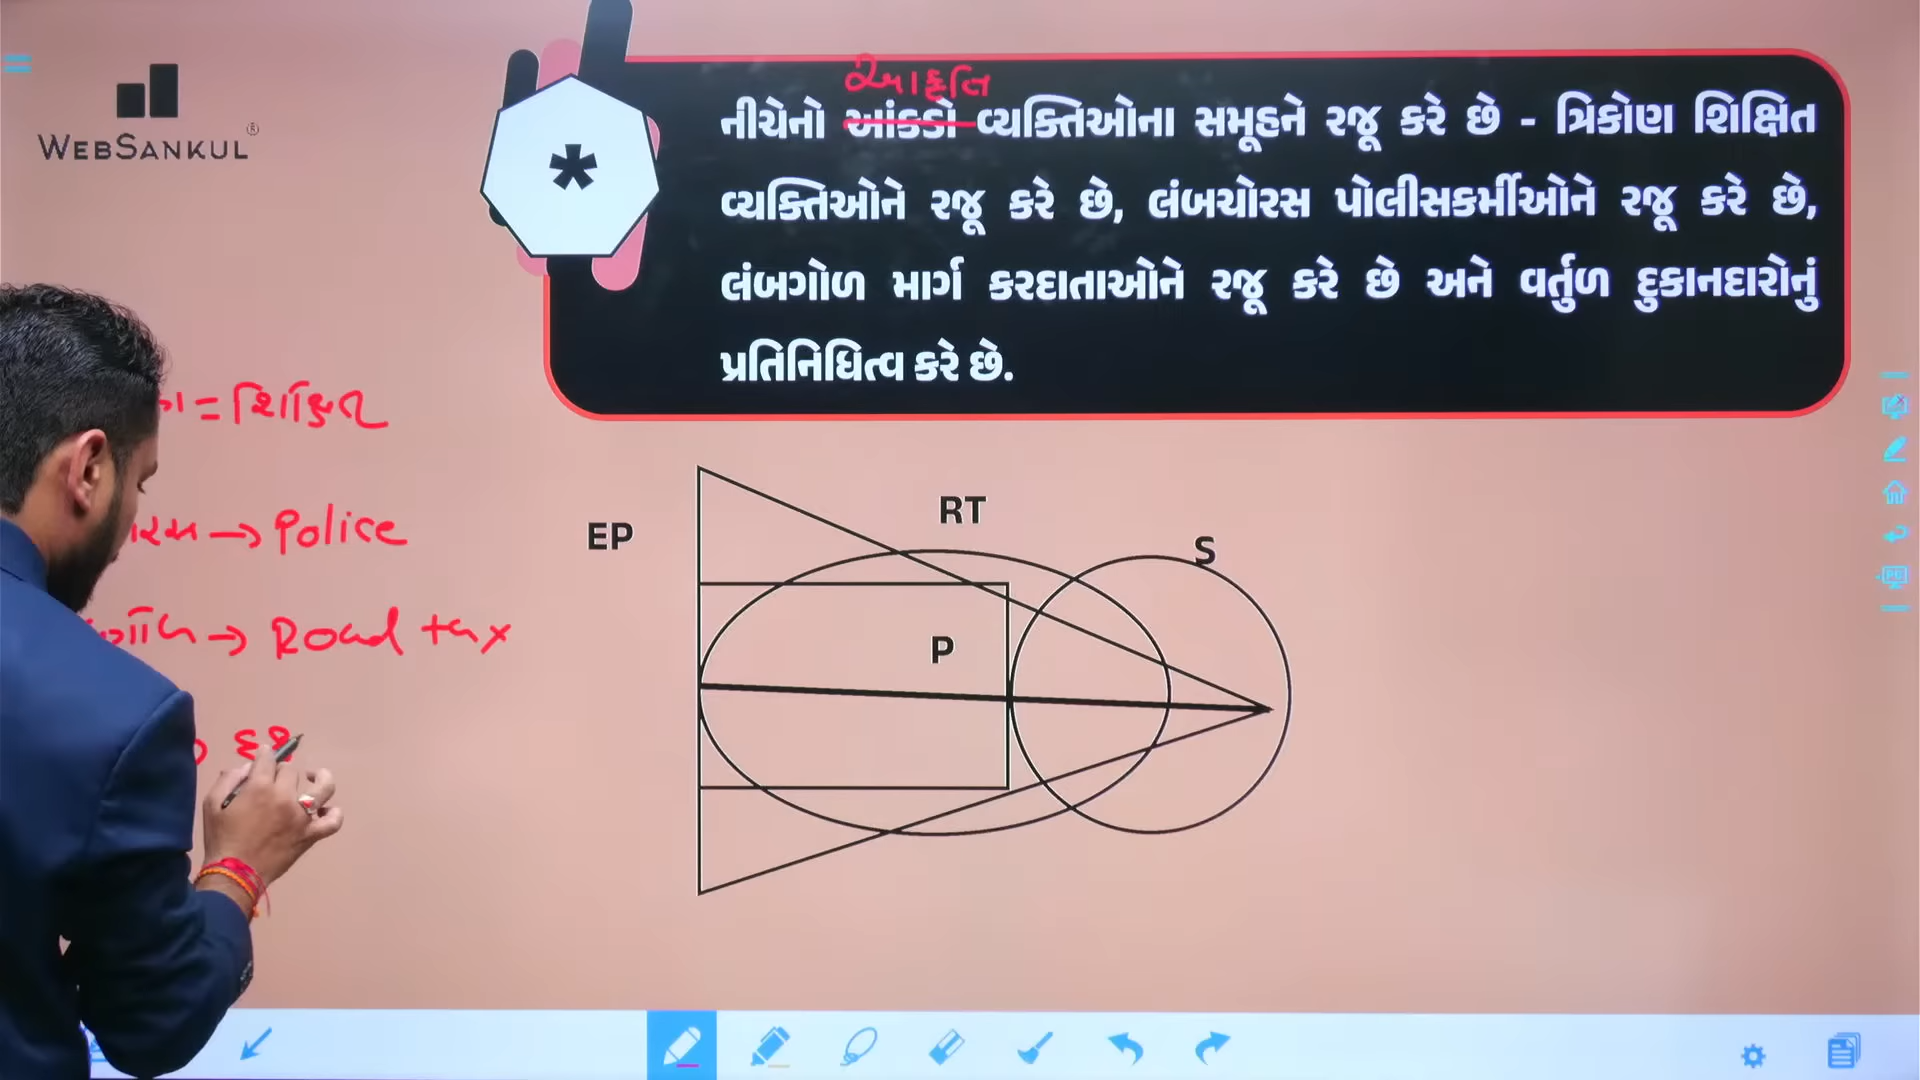 WEBSANKUL®
આકૃતિ
નીચેનો આંકડો વ્યક્તિઓના સમૂહને રજૂ કરે છે - ત્રિકોણ શિક્ષિત
વ્યક્તિઓને રજૂ કરે છે, લંબચોરસ પોલીસકર્મીઓને રજૂ કરે છે,
લંબગોળ માર્ગ કરદાતાઓને રજૂ કરે છે અને વર્તુળ દુકાનદારોનું
પ્રતિનિધિત્વ કરે છે.
*
= શિક્ષિત
→ Police
→ Road tax
EP
RT
S
P